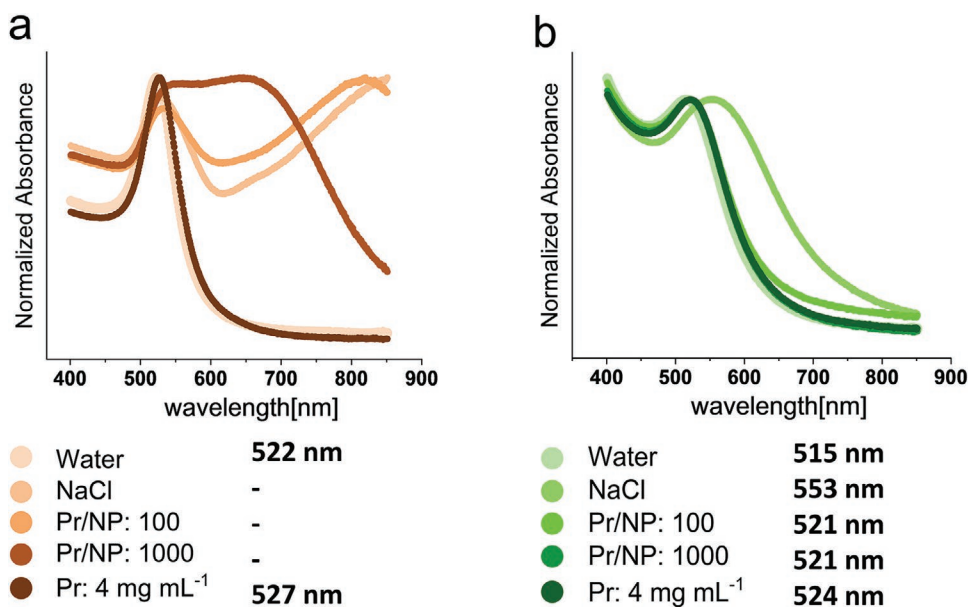 a
Normalized Absorbance
400 500 600 700 800 900
wavelength[nm]
Water 522 nm
NaCl -
Pr/NP: 100 -
Pr/NP: 1000 -
Pr: 4 mg mL⁻¹ 527 nm
b
Normalized Absorbance
400 500 600 700 800 900
wavelength[nm]
Water 515 nm
NaCl 553 nm
Pr/NP: 100 521 nm
Pr/NP: 1000 521 nm
Pr: 4 mg mL⁻¹ 524 nm